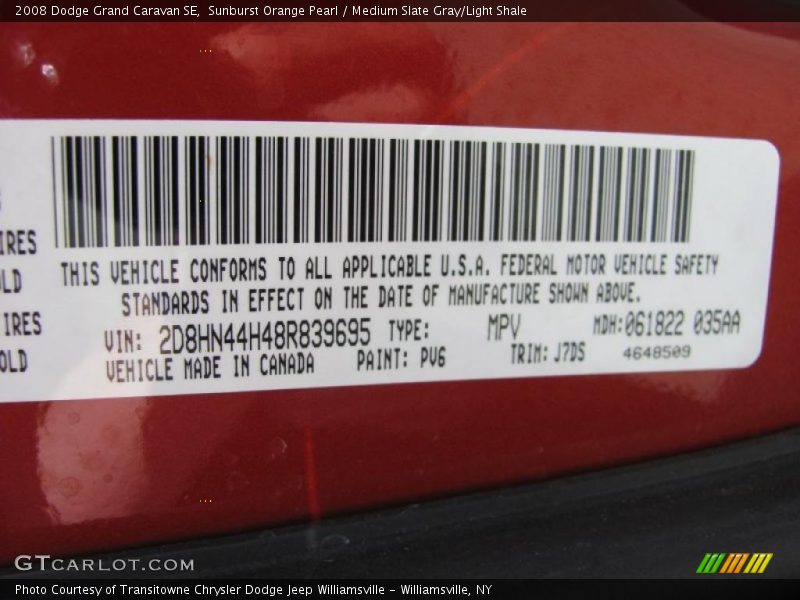 2008 Dodge Grand Caravan SE,  Sunburst Orange Pearl / Medium Slate Gray/Light Shale
IRES
OLD
IRES
OLD
THIS VEHICLE CONFORMS TO ALL APPLICABLE U.S.A. FEDERAL MOTOR VEHICLE SAFETY
STANDARDS IN EFFECT ON THE DATE OF MANUFACTURE SHOWN ABOVE.
VIN: 2D8HN44H48R839695 TYPE: MPV MDH:061822 035AA
VEHICLE MADE IN CANADA PAINT: PV6 TRIM: J7DS 4648509
GTCARLOT.COM
Photo Courtesy of Transitowne Chrysler Dodge Jeep Williamsville - Williamsville, NY